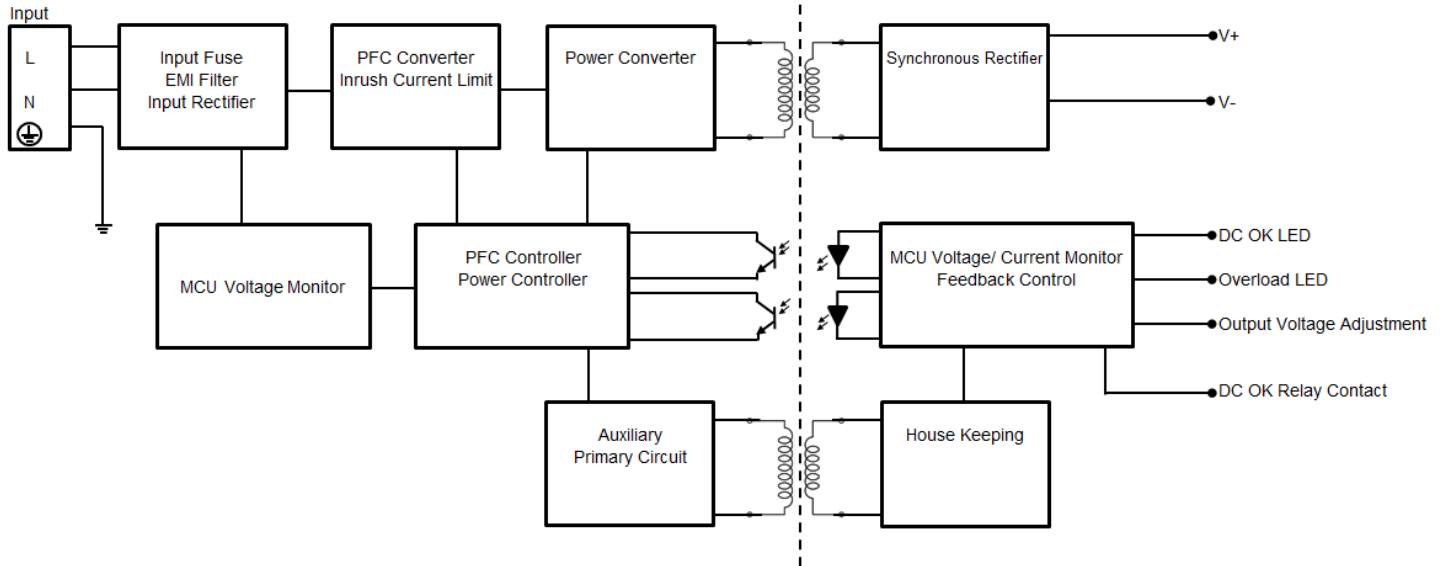 Input
L
N
Input Fuse
EMI Filter
Input Rectifier
PFC Converter
Inrush Current Limit
Power Converter
Synchronous Rectifier
V+
V-
MCU Voltage Monitor
PFC Controller
Power Controller
MCU Voltage/ Current Monitor
Feedback Control
DC OK LED
Overload LED
Output Voltage Adjustment
DC OK Relay Contact
Auxiliary
Primary Circuit
House Keeping